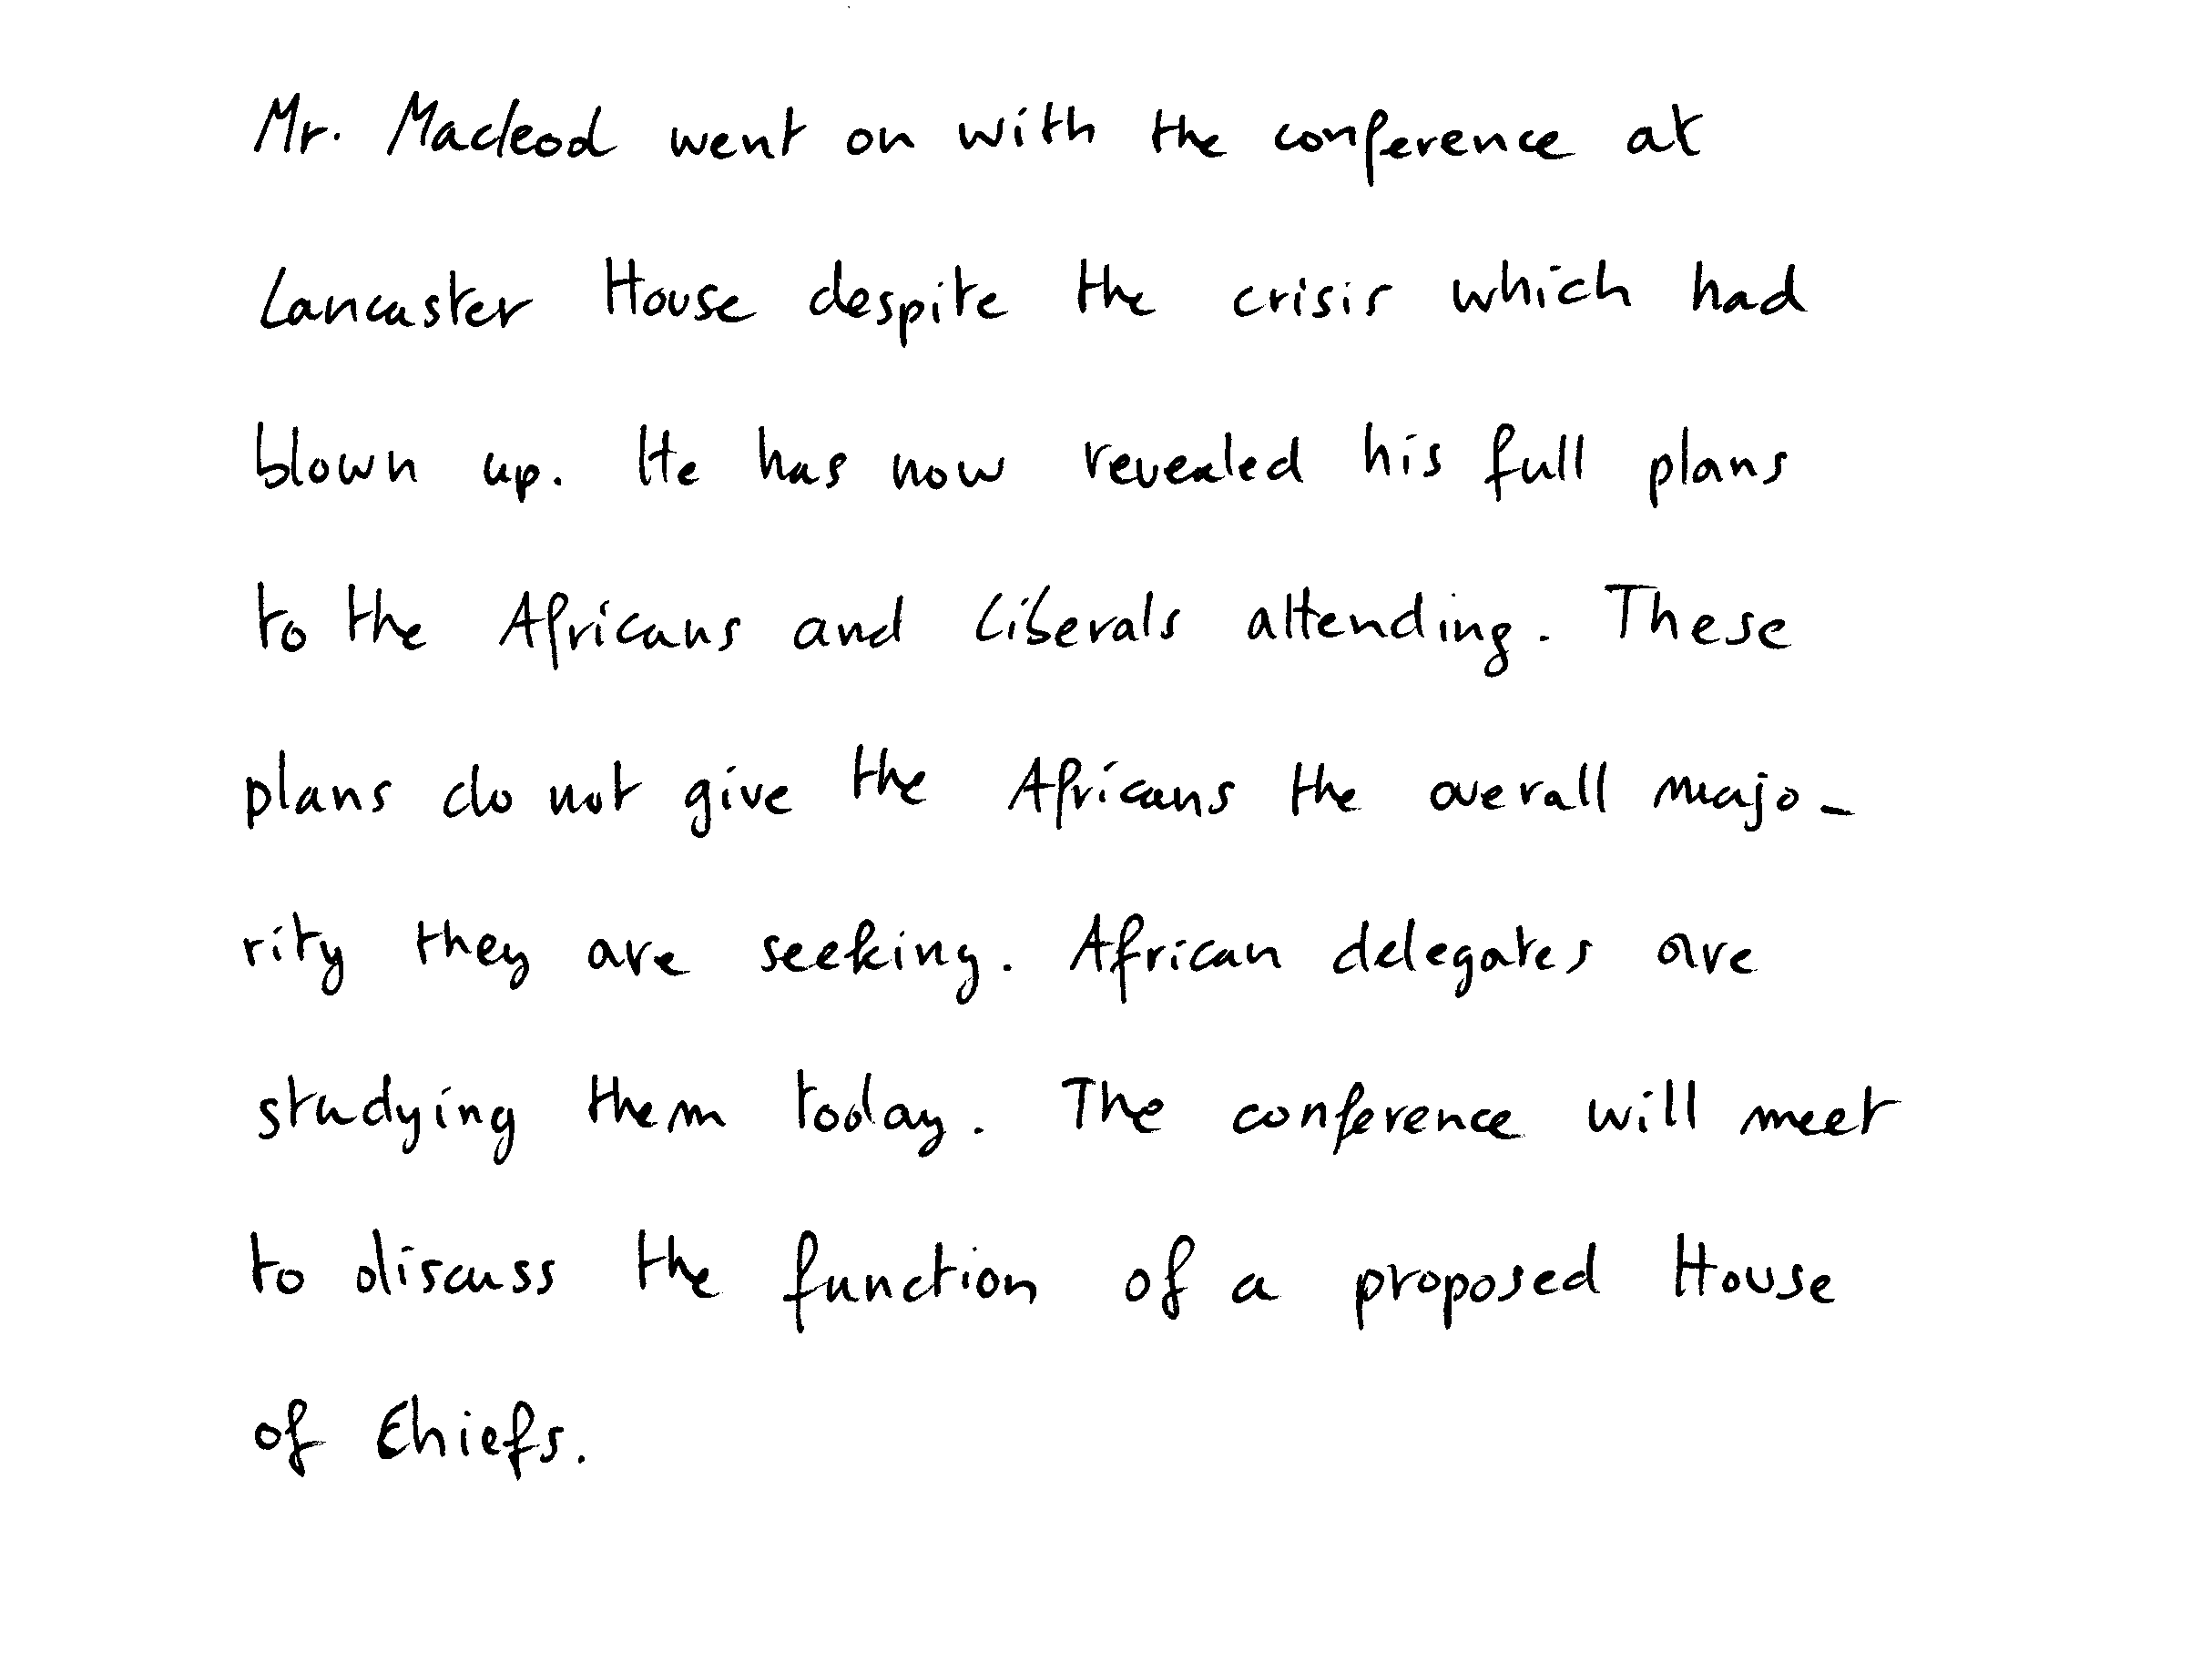 Mr. Macleod went on with the conference at
Lancaster House despite the crisis which had
blown up. He has now revealed his full plans
to the Africans and Liberals attending. These
plans do not give the Africans the overall majo-
rity they are seeking. African delegates are
studying them today. The conference will meet
to discuss the function of a proposed House
of Chiefs.